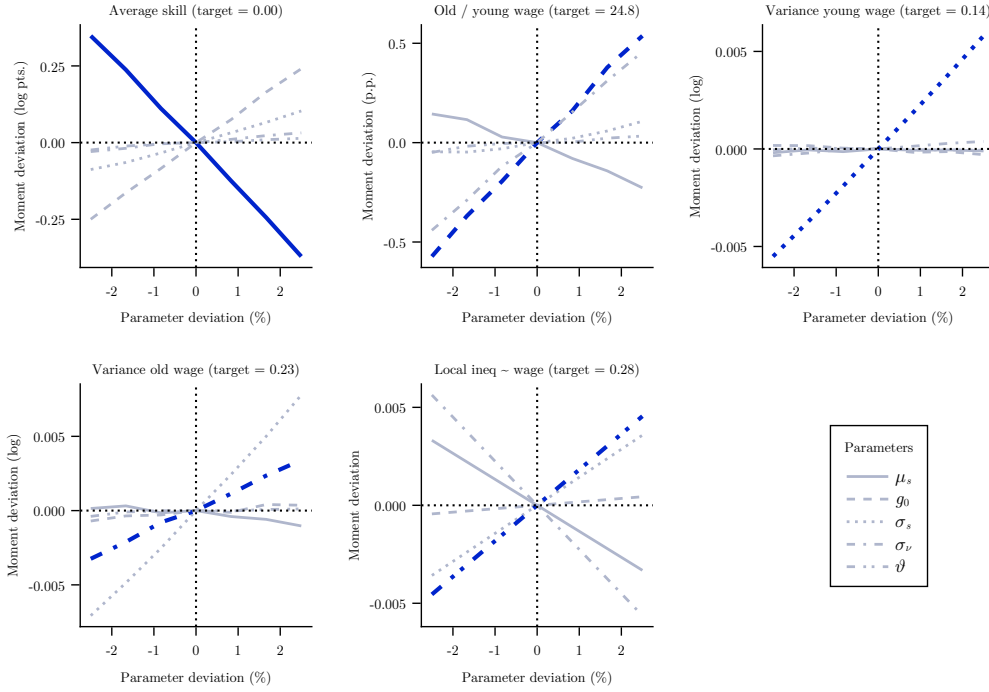 Average skill (target = 0.00)
Moment deviation (log pts.)
0.25
0.00
-0.25
-2 -1 0 1 2
Parameter deviation (%)
Old / young wage (target = 24.8)
Moment deviation (p.p.)
0.5
0.0
-0.5
-2 -1 0 1 2
Parameter deviation (%)
Variance young wage (target = 0.14)
Moment deviation (log)
0.005
0.000
-0.005
-2 -1 0 1 2
Parameter deviation (%)
Variance old wage (target = 0.23)
Moment deviation (log)
0.005
0.000
-0.005
-2 -1 0 1 2
Parameter deviation (%)
Local ineq ~ wage (target = 0.28)
Moment deviation
0.005
0.000
-0.005
-2 -1 0 1 2
Parameter deviation (%)
Parameters
μ_s
g_0
σ_s
σ_ν
ϑ